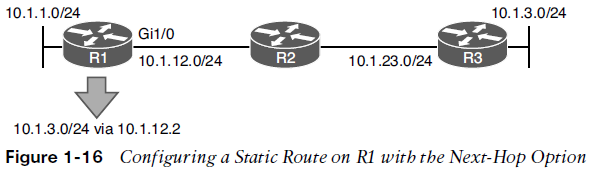 10.1.1.0/24
10.1.3.0/24
Gi1/0
R1
R2
R3
10.1.12.0/24
10.1.23.0/24
10.1.3.0/24 via 10.1.12.2
Figure 1-16 Configuring a Static Route on R1 with the Next-Hop Option